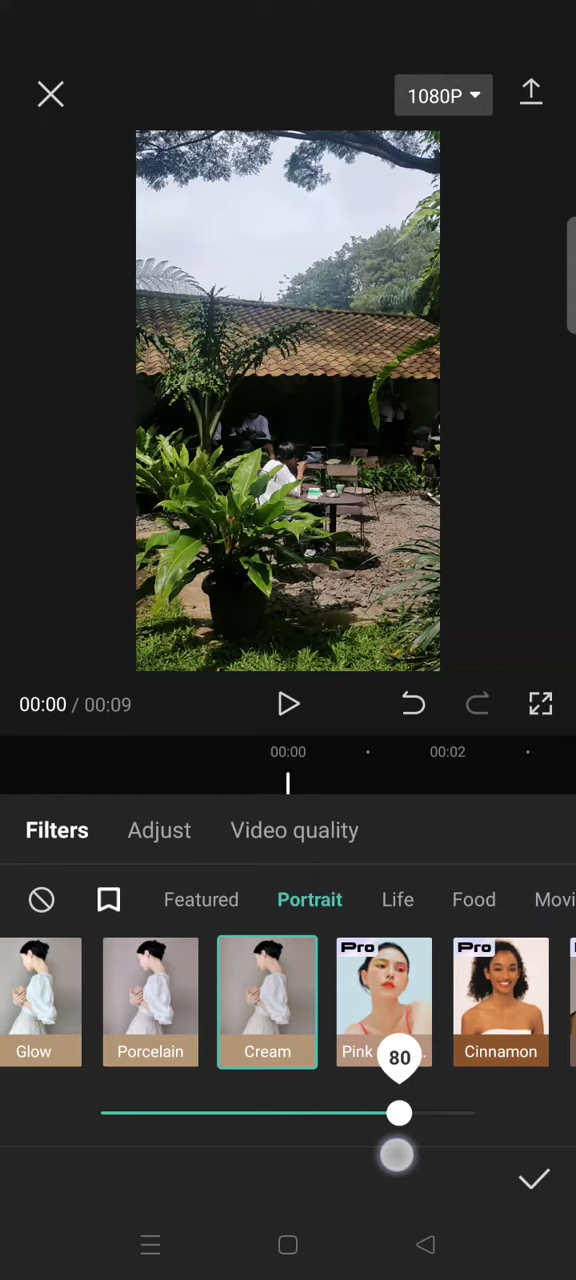 1080P
00:00 / 00:09
00:00
00:02
Filters Adjust Video quality
Featured Portrait Life Food Movi
Pro Pro
Glow Porcelain Cream Pink Cinnamon
80